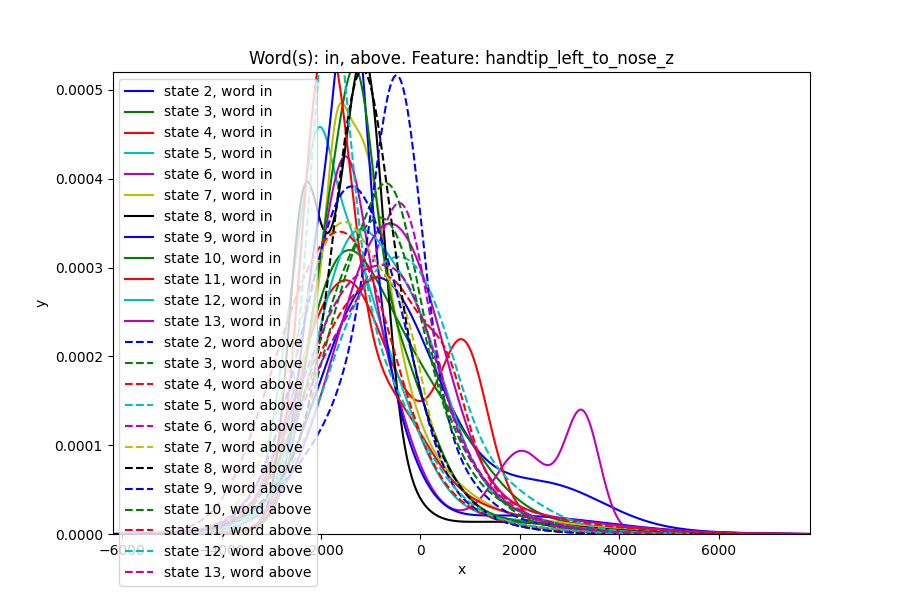 Word(s): in, above. Feature: handtip_left_to_nose_z
0.0005
0.0004
0.0003
0.0002
0.0001
0.0000
y
state 2, word in
state 3, word in
state 4, word in
state 5, word in
state 6, word in
state 7, word in
state 8, word in
state 9, word in
state 10, word in
state 11, word in
state 12, word in
state 13, word in
state 2, word above
state 3, word above
state 4, word above
state 5, word above
state 6, word above
state 7, word above
state 8, word above
state 9, word above
state 10, word above
state 11, word above
state 12, word above
state 13, word above
−6000 −4000 −2000 0 2000 4000 6000
x